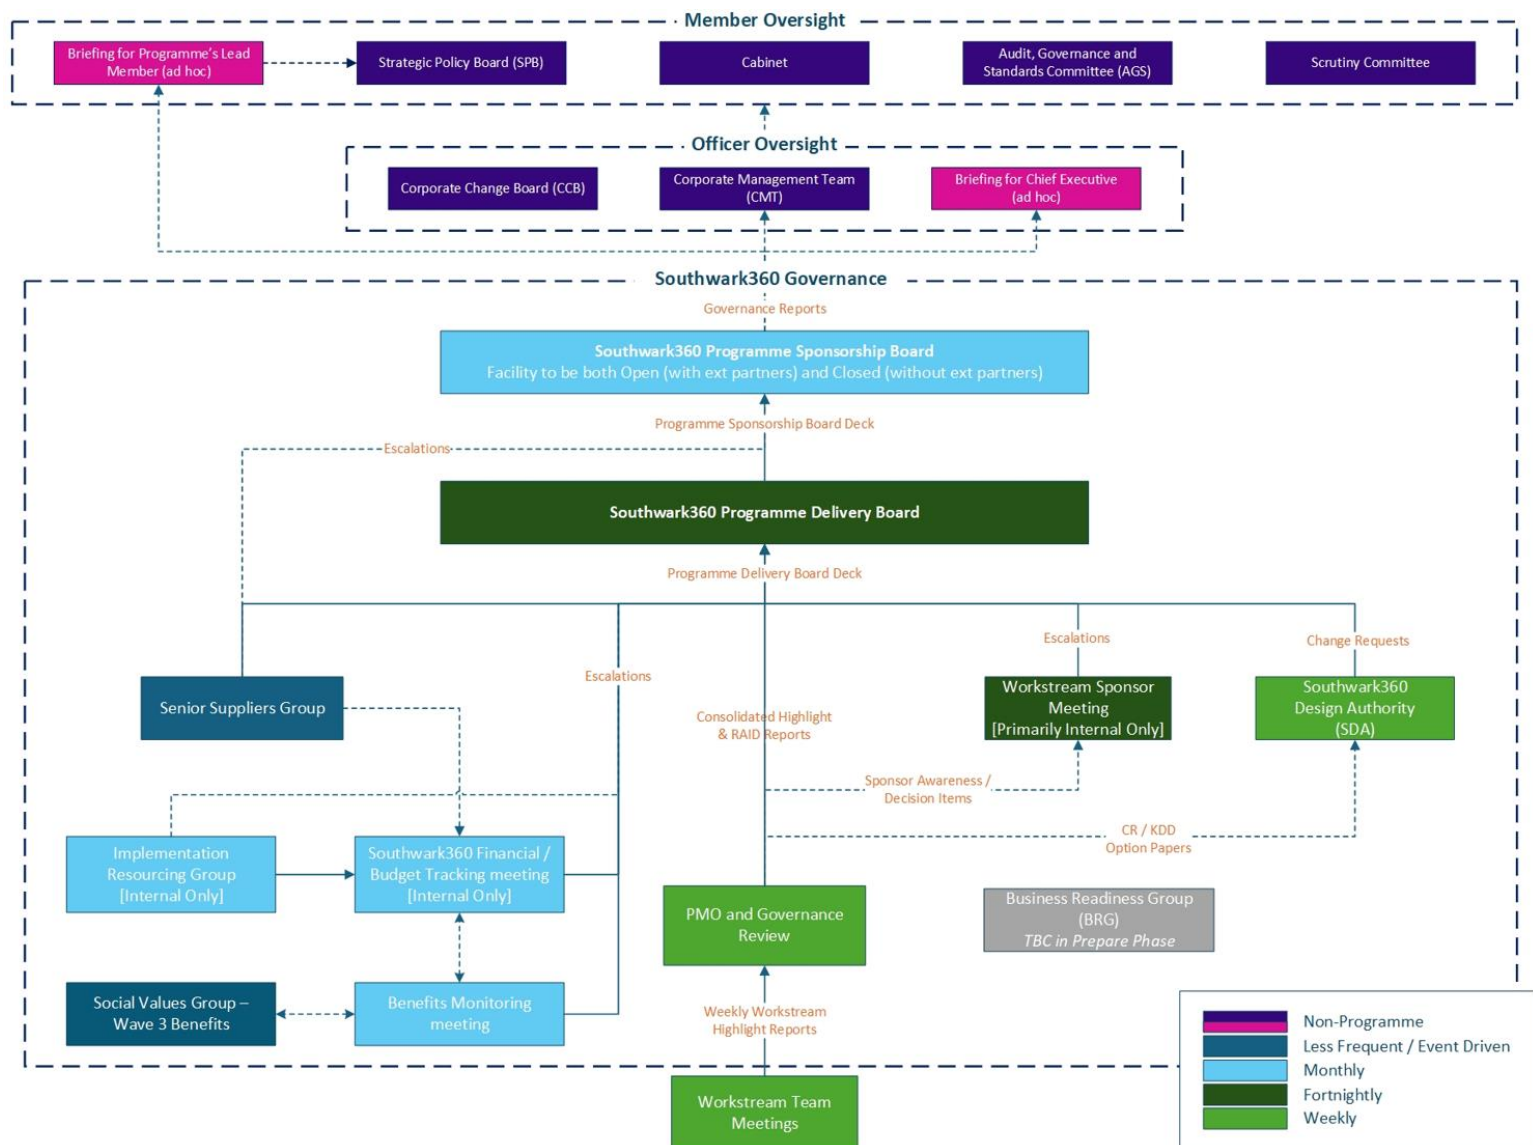 Member Oversight
Briefing for Programme's Lead
Member (ad hoc)
Strategic Policy Board (SPB)
Cabinet
Audit, Governance and
Standards Committee (AGS)
Scrutiny Committee
Officer Oversight
Corporate Change Board (CCB)
Corporate Management Team
(CMT)
Briefing for Chief Executive
(ad hoc)
Southwark360 Governance
Governance Reports
Southwark360 Programme Sponsorship Board
Facility to be both Open (with ext partners) and Closed (without ext partners)
Programme Sponsorship Board Deck
Escalations
Southwark360 Programme Delivery Board
Programme Delivery Board Deck
Escalations
Change Requests
Escalations
Senior Suppliers Group
Consolidated Highlight
& RAID Reports
Workstream Sponsor
Meeting
[Primarily Internal Only]
Southwark360
Design Authority
(SDA)
Sponsor Awareness /
Decision Items
CR / KDD
Option Papers
Implementation
Resourcing Group
[Internal Only]
Southwark360 Financial /
Budget Tracking meeting
[Internal Only]
PMO and Governance
Review
Business Readiness Group
(BRG)
TBC in Prepare Phase
Social Values Group –
Wave 3 Benefits
Benefits Monitoring
meeting
Weekly Workstream
Highlight Reports
Workstream Team
Meetings
Non-Programme
Less Frequent / Event Driven
Monthly
Fortnightly
Weekly